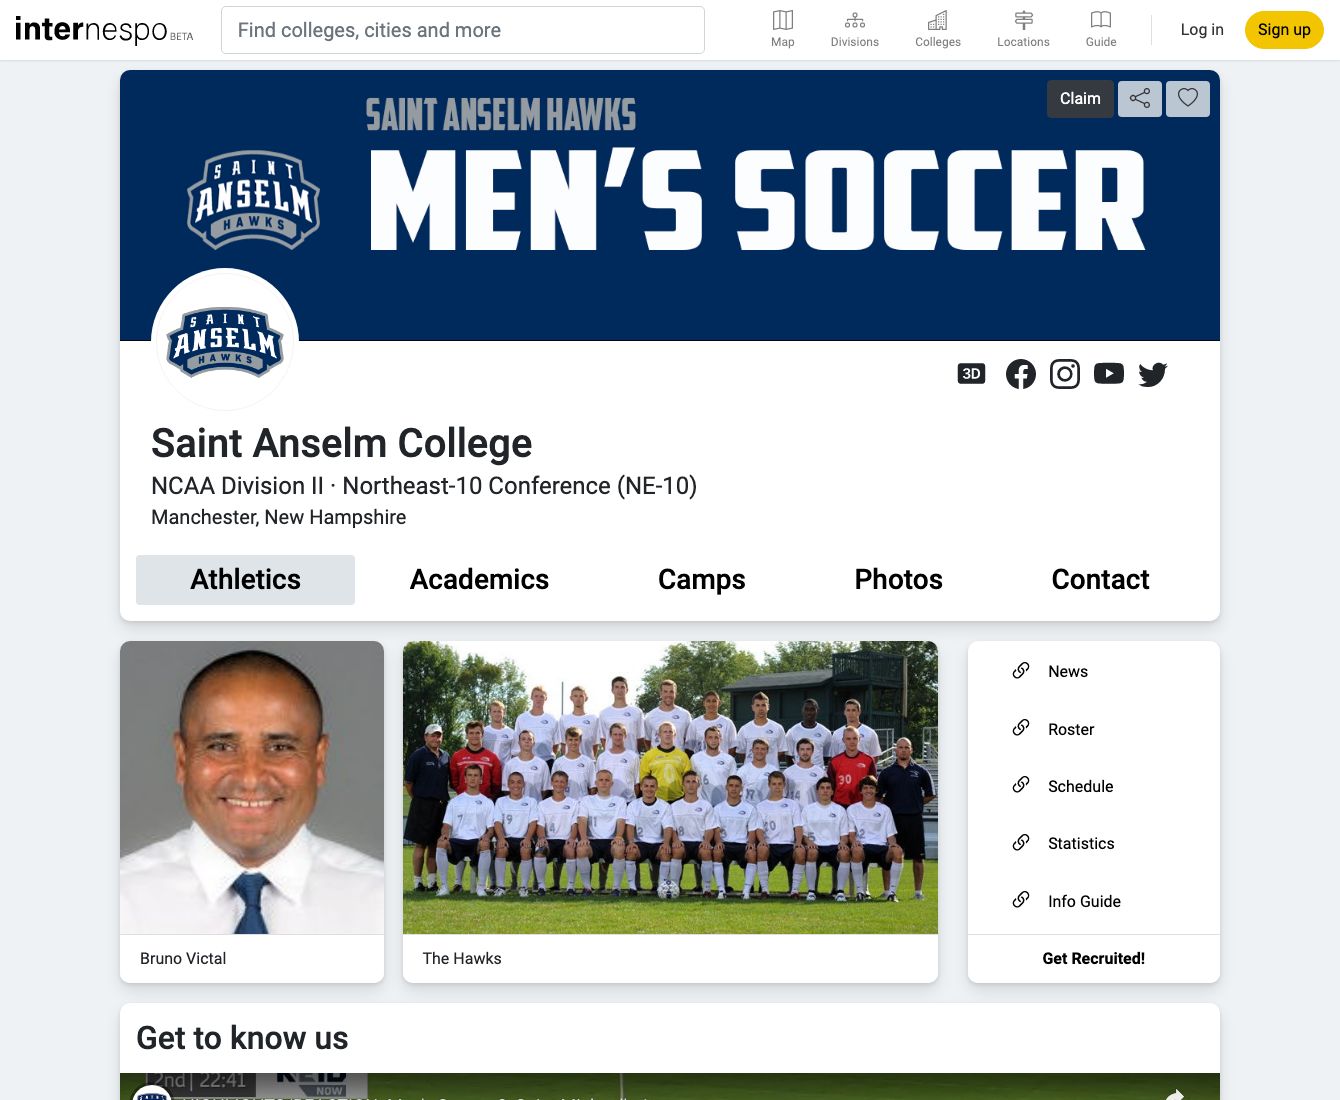 internespo BETA
Find colleges, cities and more
Map
Divisions
Colleges
Locations
Guide
Log in
Sign up
SAINT ANSELM HAWKS
MEN'S SOCCER
Claim
SAINT
ANSELM
HAWKS
SAINT
ANSELM
HAWKS
3D
Saint Anselm College
NCAA Division II · Northeast-10 Conference (NE-10)
Manchester, New Hampshire
Athletics
Academics
Camps
Photos
Contact
News
Roster
Schedule
Statistics
Info Guide
Get Recruited!
Bruno Victal
The Hawks
Get to know us
2nd | 22:41
NOW
SAINT